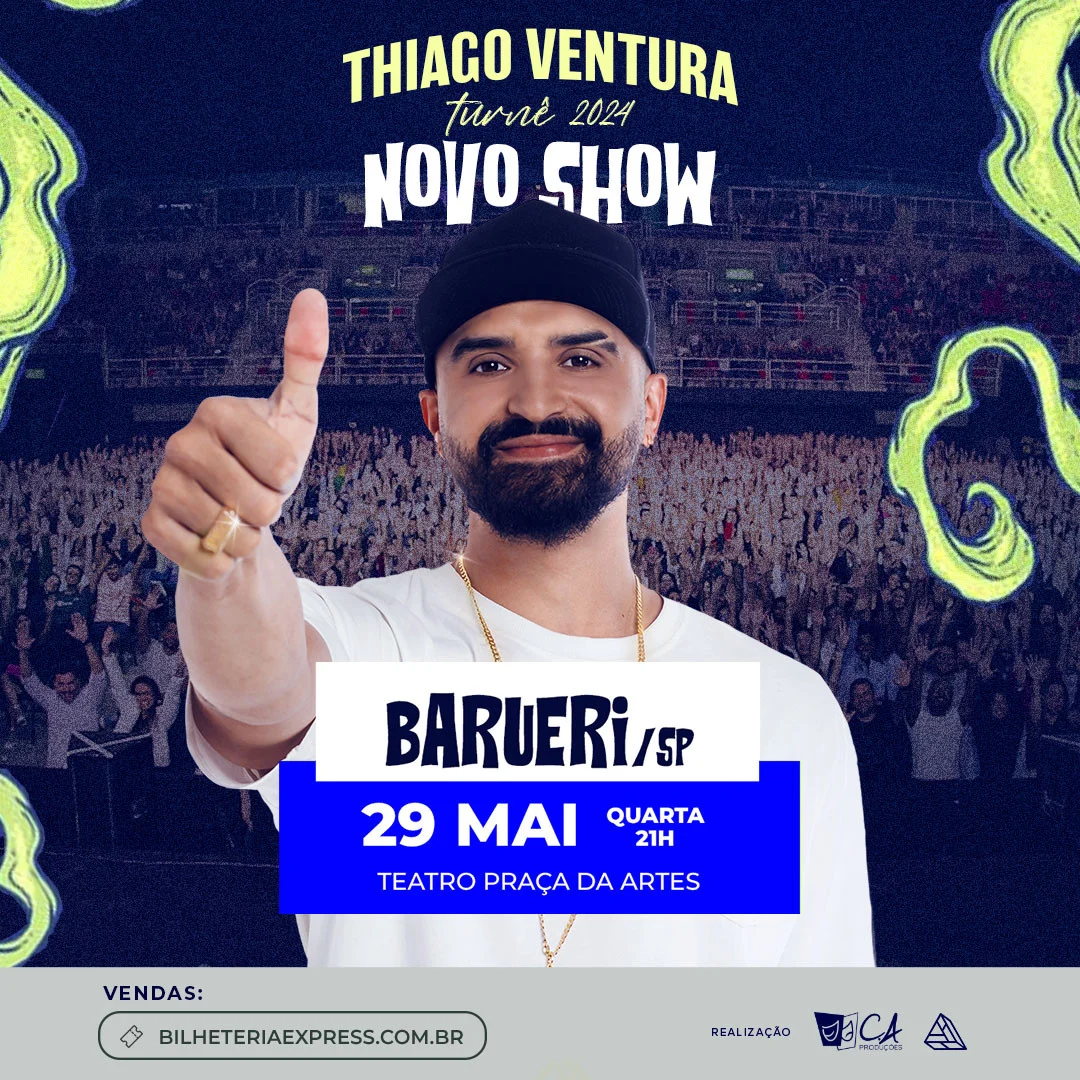 THIAGO VENTURA
turnê 2024
NOVO SHOW
BARUERI/SP
29 MAI
QUARTA
21H
TEATRO PRAÇA DA ARTES
VENDAS:
BILHETERIAEXPRESS.COM.BR
REALIZAÇÃO
C.A
PRODUÇÕES